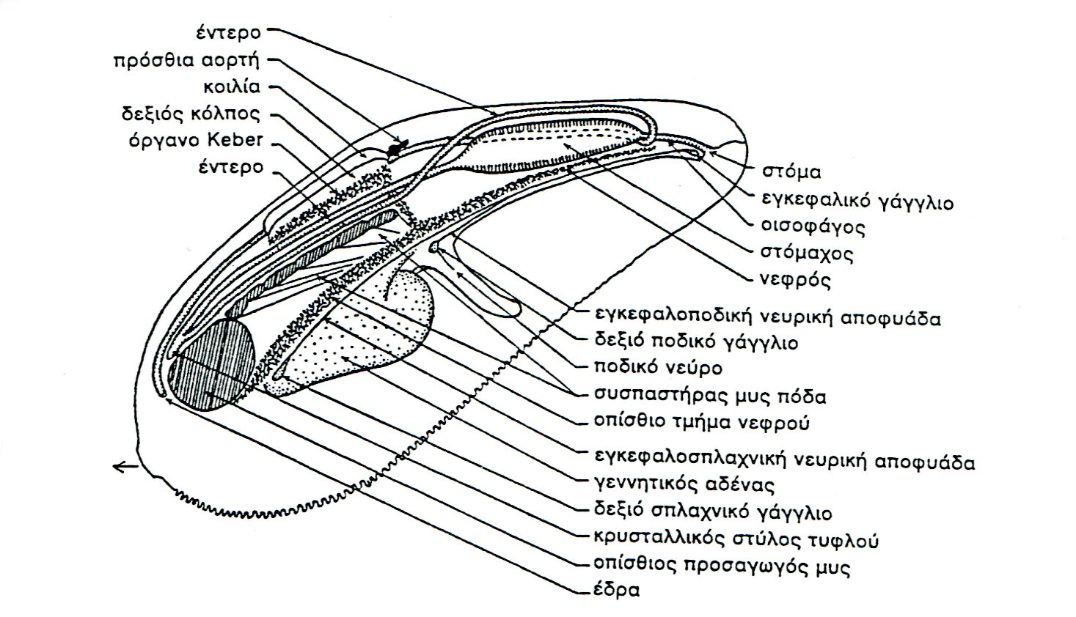 έντερο
πρόσθια αορτή
κοιλία
δεξιός κόλπος
όργανο Keber
έντερο
στόμα
εγκεφαλικό γάγγλιο
οισοφάγος
στόμαχος
νεφρός
εγκεφαλοποδική νευρική αποφυάδα
δεξιό ποδικό γάγγλιο
ποδικό νεύρο
συσπαστήρας μυς πόδα
οπίσθιο τμήμα νεφρού
εγκεφαλοσπλαχνική νευρική αποφυάδα
γεννητικός αδένας
δεξιό σπλαχνικό γάγγλιο
κρυσταλλικός στύλος τυφλού
οπίσθιος προσαγωγός μυς
έδρα